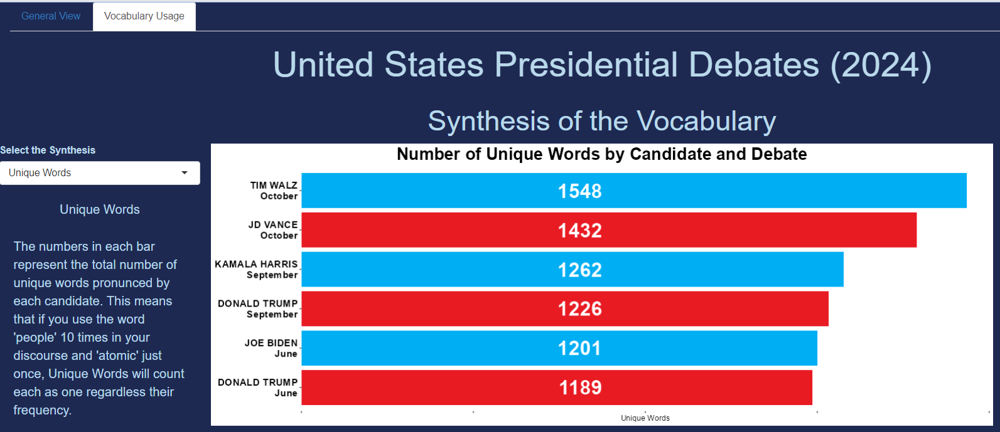 General View
Vocabulary Usage
United States Presidential Debates (2024)
Synthesis of the Vocabulary
Select the Synthesis
Unique Words
Unique Words
The numbers in each bar
represent the total number of
unique words pronunced by
each candidate. This means
that if you use the word
'people' 10 times in your
discourse and 'atomic' just
once, Unique Words will count
each as one regardless their
frequency.
Number of Unique Words by Candidate and Debate
TIM WALZ
October
1548
JD VANCE
October
1432
KAMALA HARRIS
September
1262
DONALD TRUMP
September
1226
JOE BIDEN
June
1201
DONALD TRUMP
June
1189
Unique Words